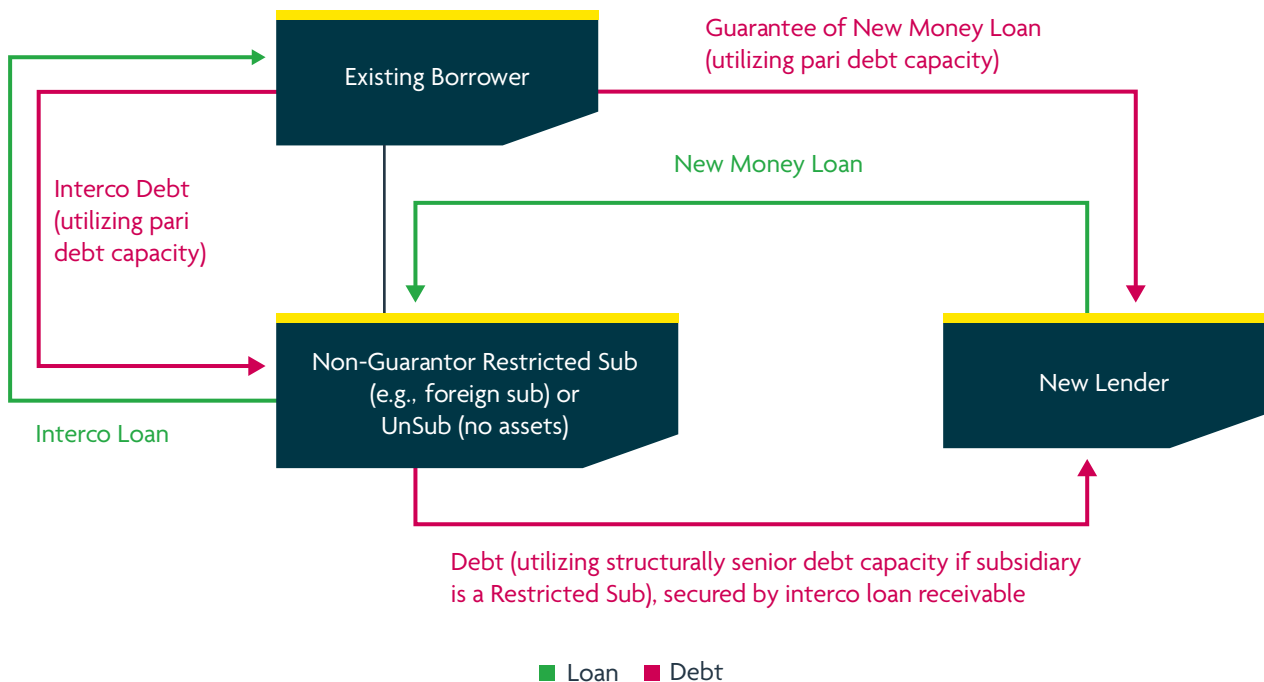 Existing Borrower
Guarantee of New Money Loan
(utilizing pari debt capacity)
New Money Loan
Interco Debt
(utilizing pari
debt capacity)
Non-Guarantor Restricted Sub
(e.g., foreign sub) or
UnSub (no assets)
New Lender
Interco Loan
Debt (utilizing structurally senior debt capacity if subsidiary
is a Restricted Sub), secured by interco loan receivable
Loan
Debt